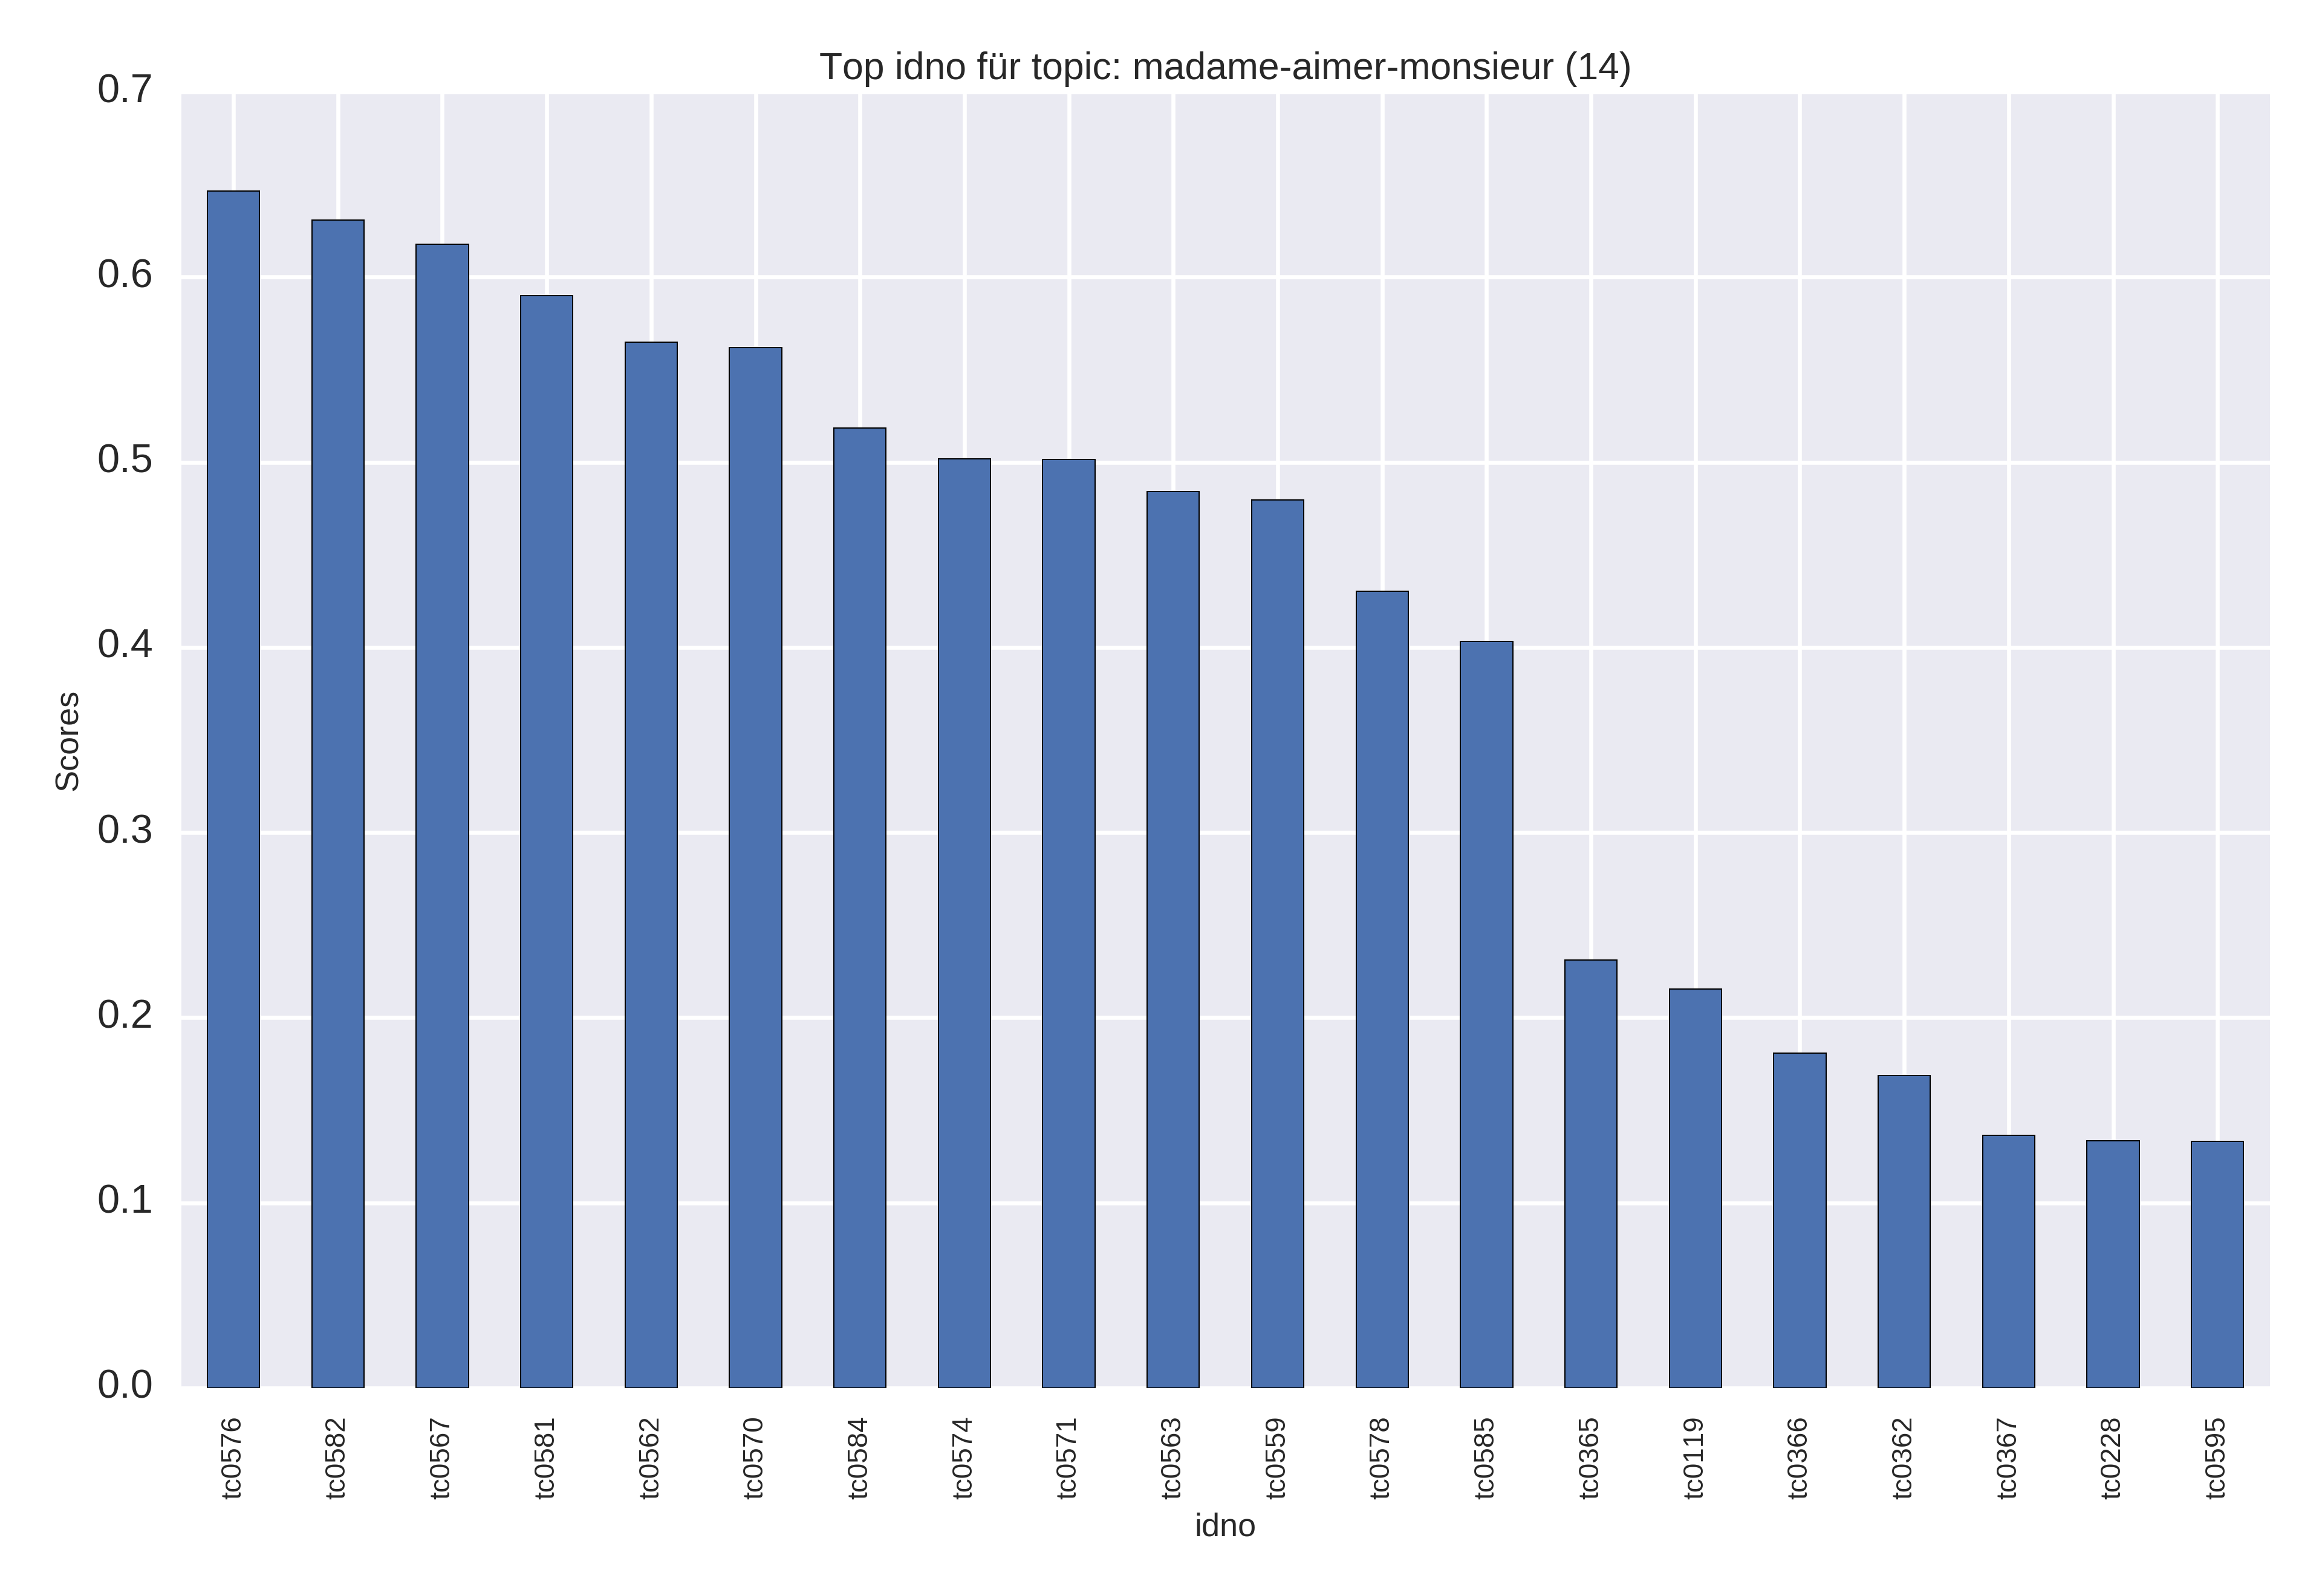 Top idno für topic: madame-aimer-monsieur (14)
0.7
0.6
0.5
0.4
0.3
0.2
0.1
0.0
Scores
tc0576
tc0582
tc0567
tc0581
tc0562
tc0570
tc0584
tc0574
tc0571
tc0563
tc0559
tc0578
tc0585
tc0365
tc0119
tc0366
tc0362
tc0367
tc0228
tc0595
idno